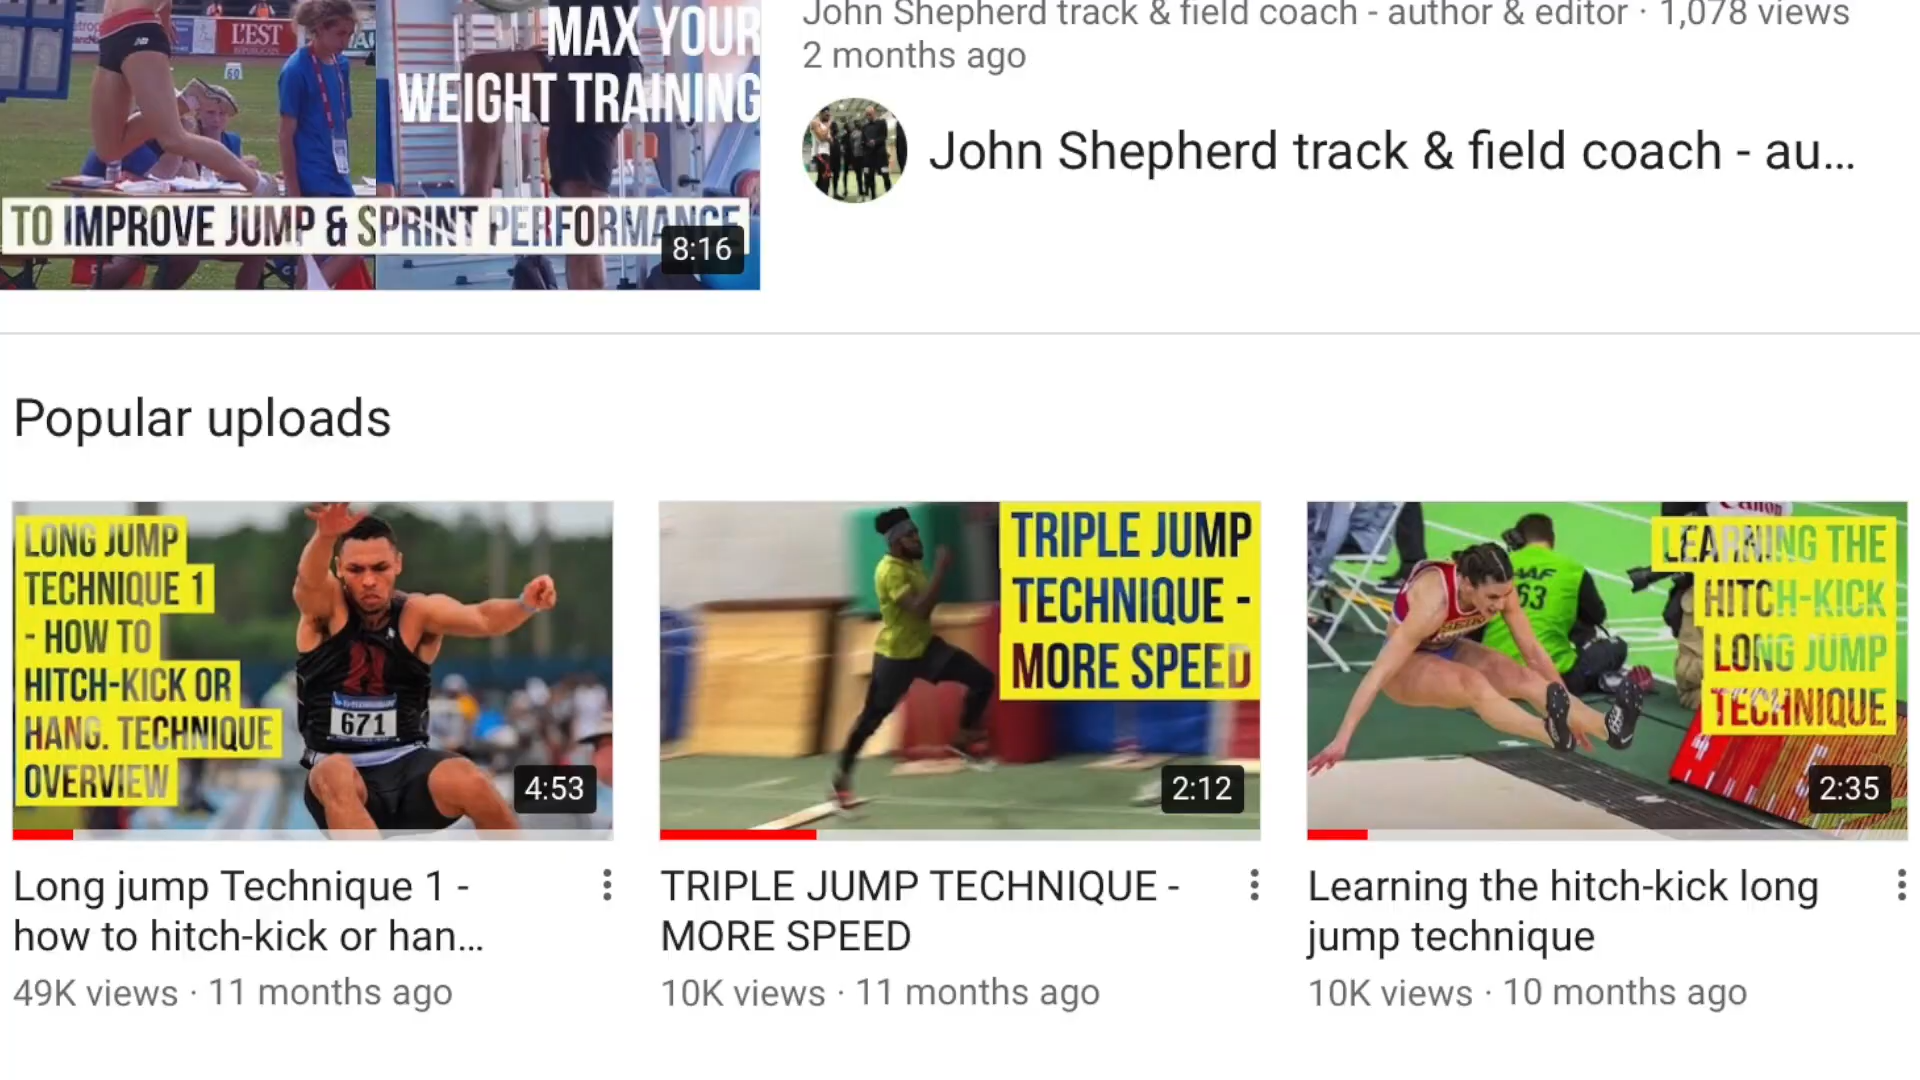 John Shepherd track & field coach - author & editor · 1,078 views
2 months ago
John Shepherd track & field coach - au...
L'EST
60
MAX YOUR
WEIGHT TRAINING
TO IMPROVE JUMP & SPRINT PERFORMANCE
8:16
Popular uploads
LONG JUMP
TECHNIQUE 1
- HOW TO
HITCH-KICK OR
HANG. TECHNIQUE
OVERVIEW
671
4:53
TRIPLE JUMP
TECHNIQUE -
MORE SPEED
2:12
Canon
LEARNING THE
HITCH-KICK
LONG JUMP
TECHNIQUE
63
2:35
Long jump Technique 1 -
how to hitch-kick or han...
49K views · 11 months ago
TRIPLE JUMP TECHNIQUE -
MORE SPEED
10K views · 11 months ago
Learning the hitch-kick long
jump technique
10K views · 10 months ago